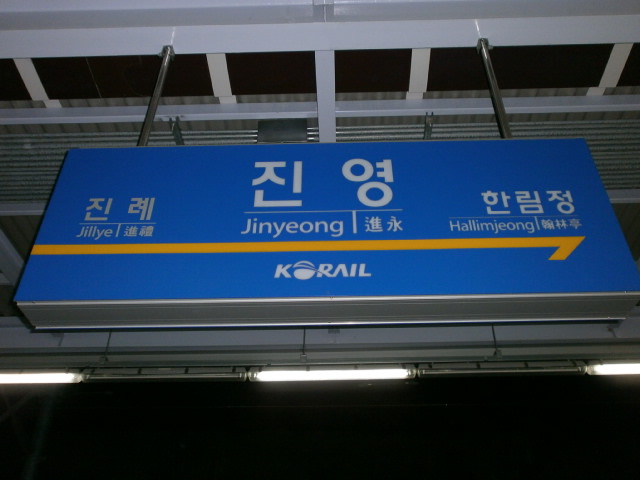 진영
Jinyeong 進永
진례
Jillye 進禮
한림정
Hallimjeong 翰林亭
KORAIL